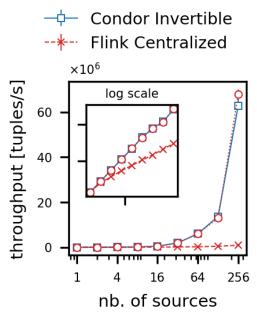 Condor Invertible
Flink Centralized
×10⁶
throughput [tuples/s]
log scale
60
40
20
0
1 4 16 64 256
nb. of sources